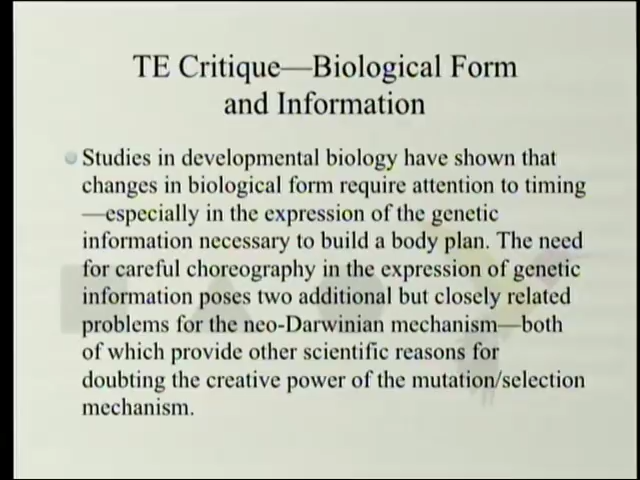 TE Critique—Biological Form
and Information
Studies in developmental biology have shown that
changes in biological form require attention to timing
—especially in the expression of the genetic
information necessary to build a body plan. The need
for careful choreography in the expression of genetic
information poses two additional but closely related
problems for the neo-Darwinian mechanism—both
of which provide other scientific reasons for
doubting the creative power of the mutation/selection
mechanism.